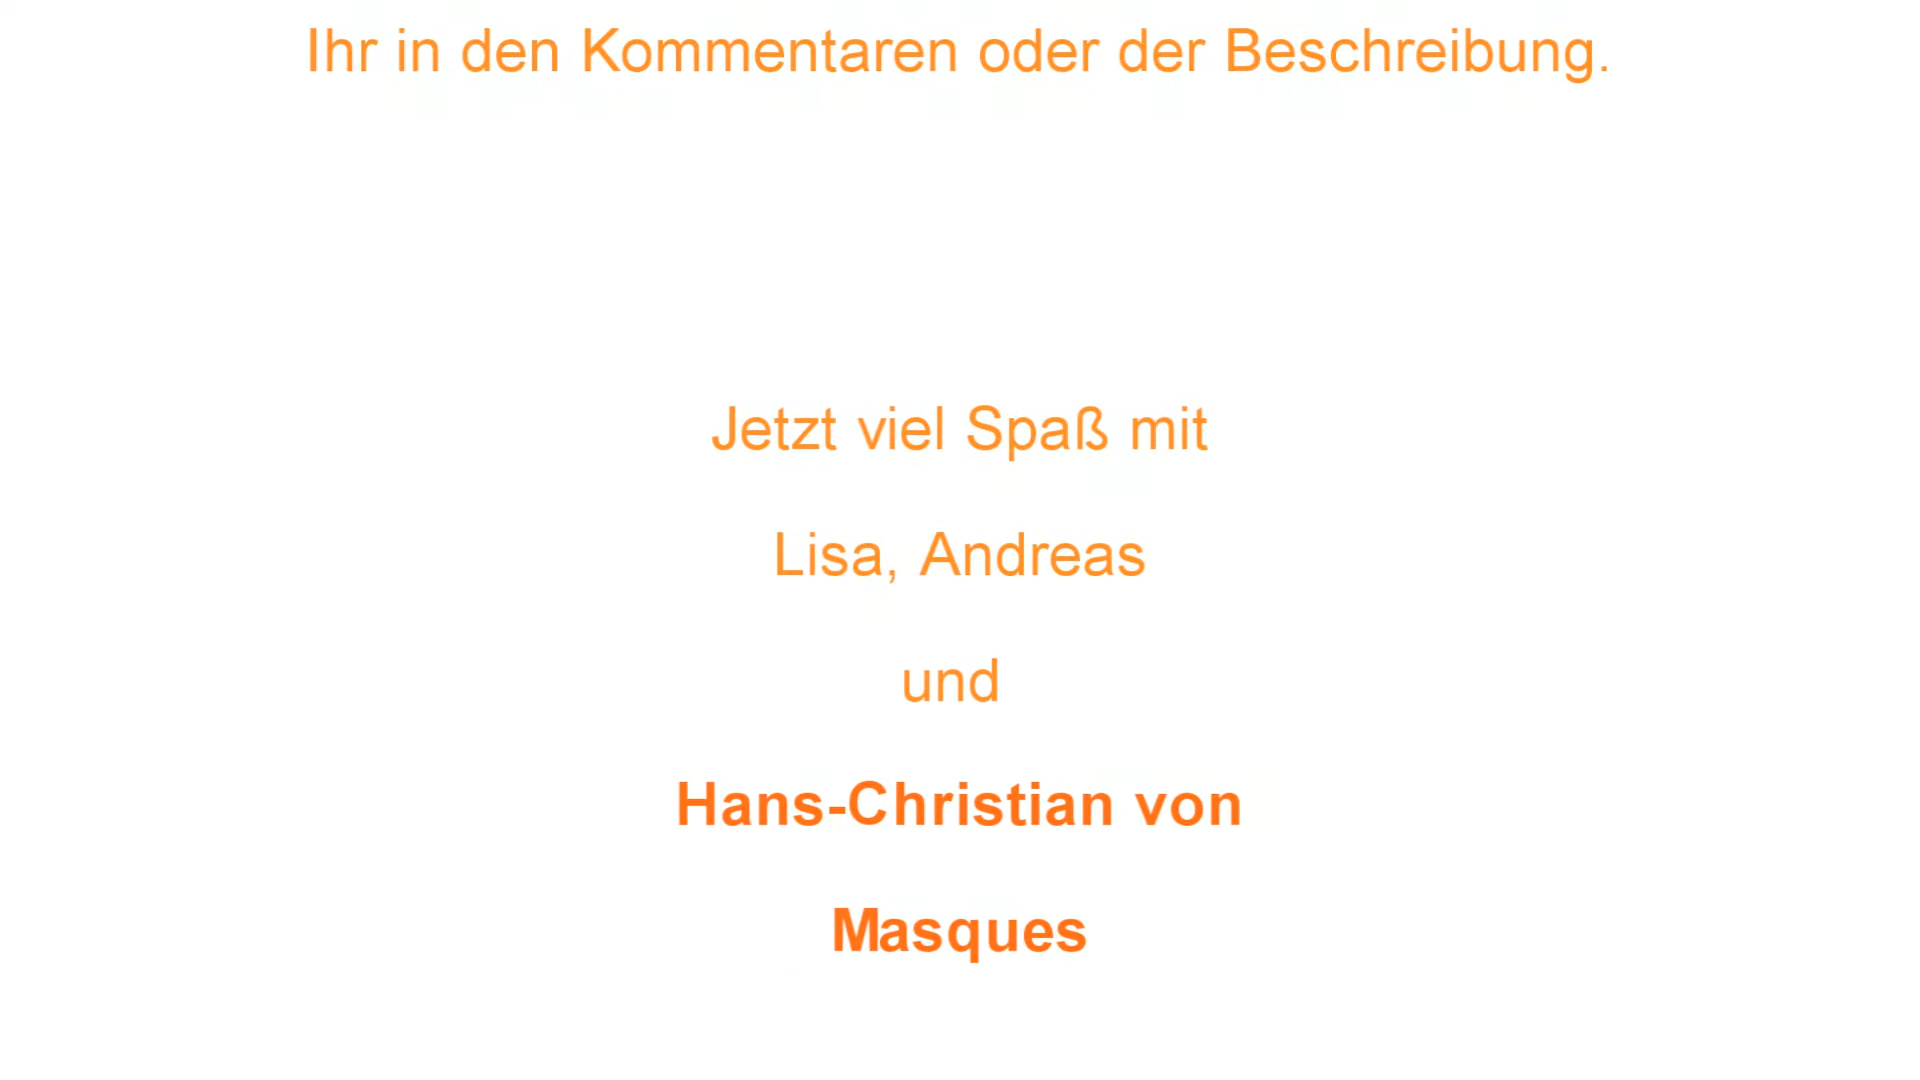 Ihr in den Kommentaren oder der Beschreibung.
Jetzt viel Spaß mit
Lisa, Andreas
und
Hans-Christian von
Masques